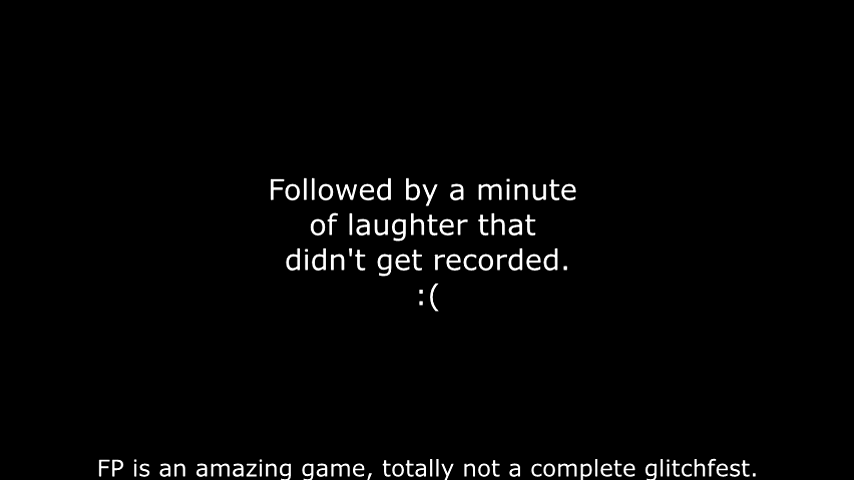 Followed by a minute
of laughter that
didn't get recorded.
:(
FP is an amazing game, totally not a complete glitchfest.